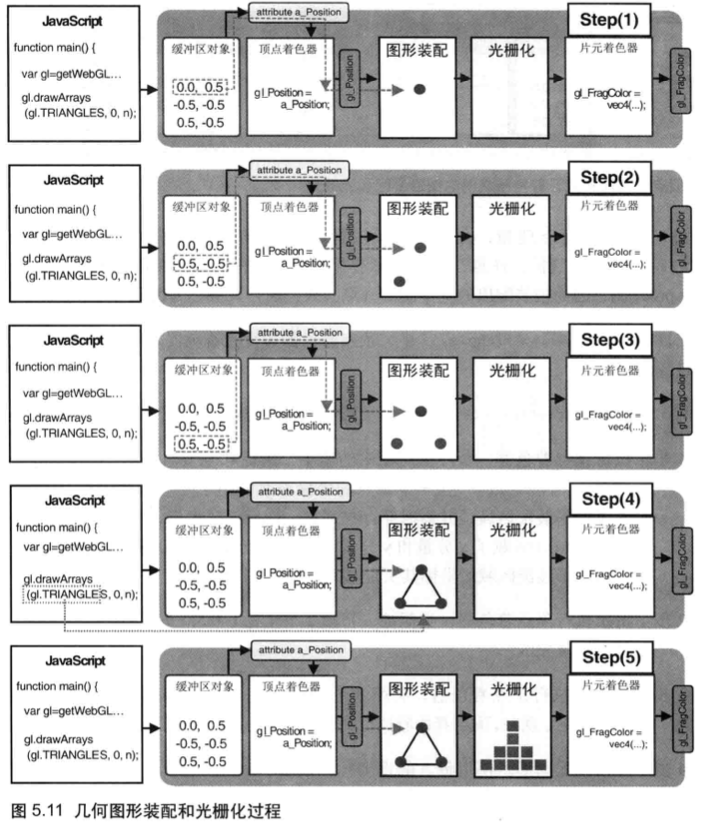 Step(1)
JavaScript
function main() {
var gl=getWebGL...
gl.drawArrays
(gl.TRIANGLES, 0, n);
attribute a_Position
缓冲区对象
0.0, 0.5
-0.5, -0.5
0.5, -0.5
顶点着色器
gl_Position =
a_Position;
gl_Position
图形装配
光栅化
片元着色器
gl_FragColor =
vec4(...);
gl_FragColor
Step(2)
JavaScript
function main() {
var gl=getWebGL...
gl.drawArrays
(gl.TRIANGLES, 0, n);
attribute a_Position
缓冲区对象
0.0, 0.5
-0.5, -0.5
0.5, -0.5
顶点着色器
gl_Position =
a_Position;
gl_Position
图形装配
光栅化
片元着色器
gl_FragColor =
vec4(...);
gl_FragColor
Step(3)
JavaScript
function main() {
var gl=getWebGL...
gl.drawArrays
(gl.TRIANGLES, 0, n);
attribute a_Position
缓冲区对象
0.0, 0.5
-0.5, -0.5
0.5, -0.5
顶点着色器
gl_Position =
a_Position;
gl_Position
图形装配
光栅化
片元着色器
gl_FragColor =
vec4(...);
gl_FragColor
Step(4)
JavaScript
function main() {
var gl=getWebGL...
gl.drawArrays
(gl.TRIANGLES, 0, n);
attribute a_Position
缓冲区对象
0.0, 0.5
-0.5, -0.5
0.5, -0.5
顶点着色器
gl_Position =
a_Position;
gl_Position
图形装配
光栅化
片元着色器
gl_FragColor =
vec4(...);
gl_FragColor
Step(5)
JavaScript
function main() {
var gl=getWebGL...
gl.drawArrays
(gl.TRIANGLES, 0, n);
attribute a_Position
缓冲区对象
0.0, 0.5
-0.5, -0.5
0.5, -0.5
顶点着色器
gl_Position =
a_Position;
gl_Position
图形装配
光栅化
片元着色器
gl_FragColor =
vec4(...);
gl_FragColor
图 5.11 几何图形装配和光栅化过程